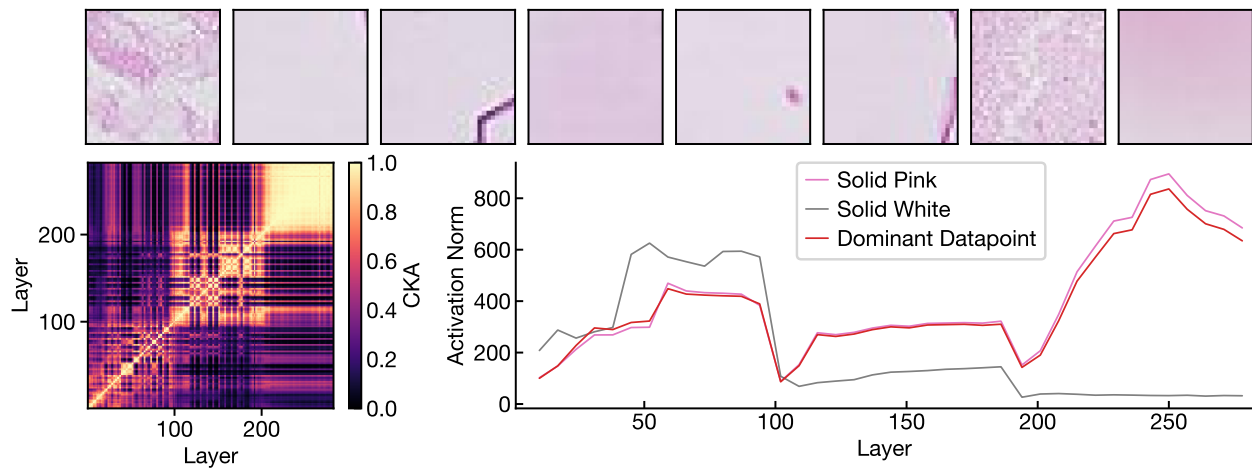 1.0
0.8
0.6
0.4
0.2
0.0
CKA
200
100
Layer
100 200
Layer
Solid Pink
Solid White
Dominant Datapoint
800
600
400
200
0
Activation Norm
50 100 150 200 250
Layer